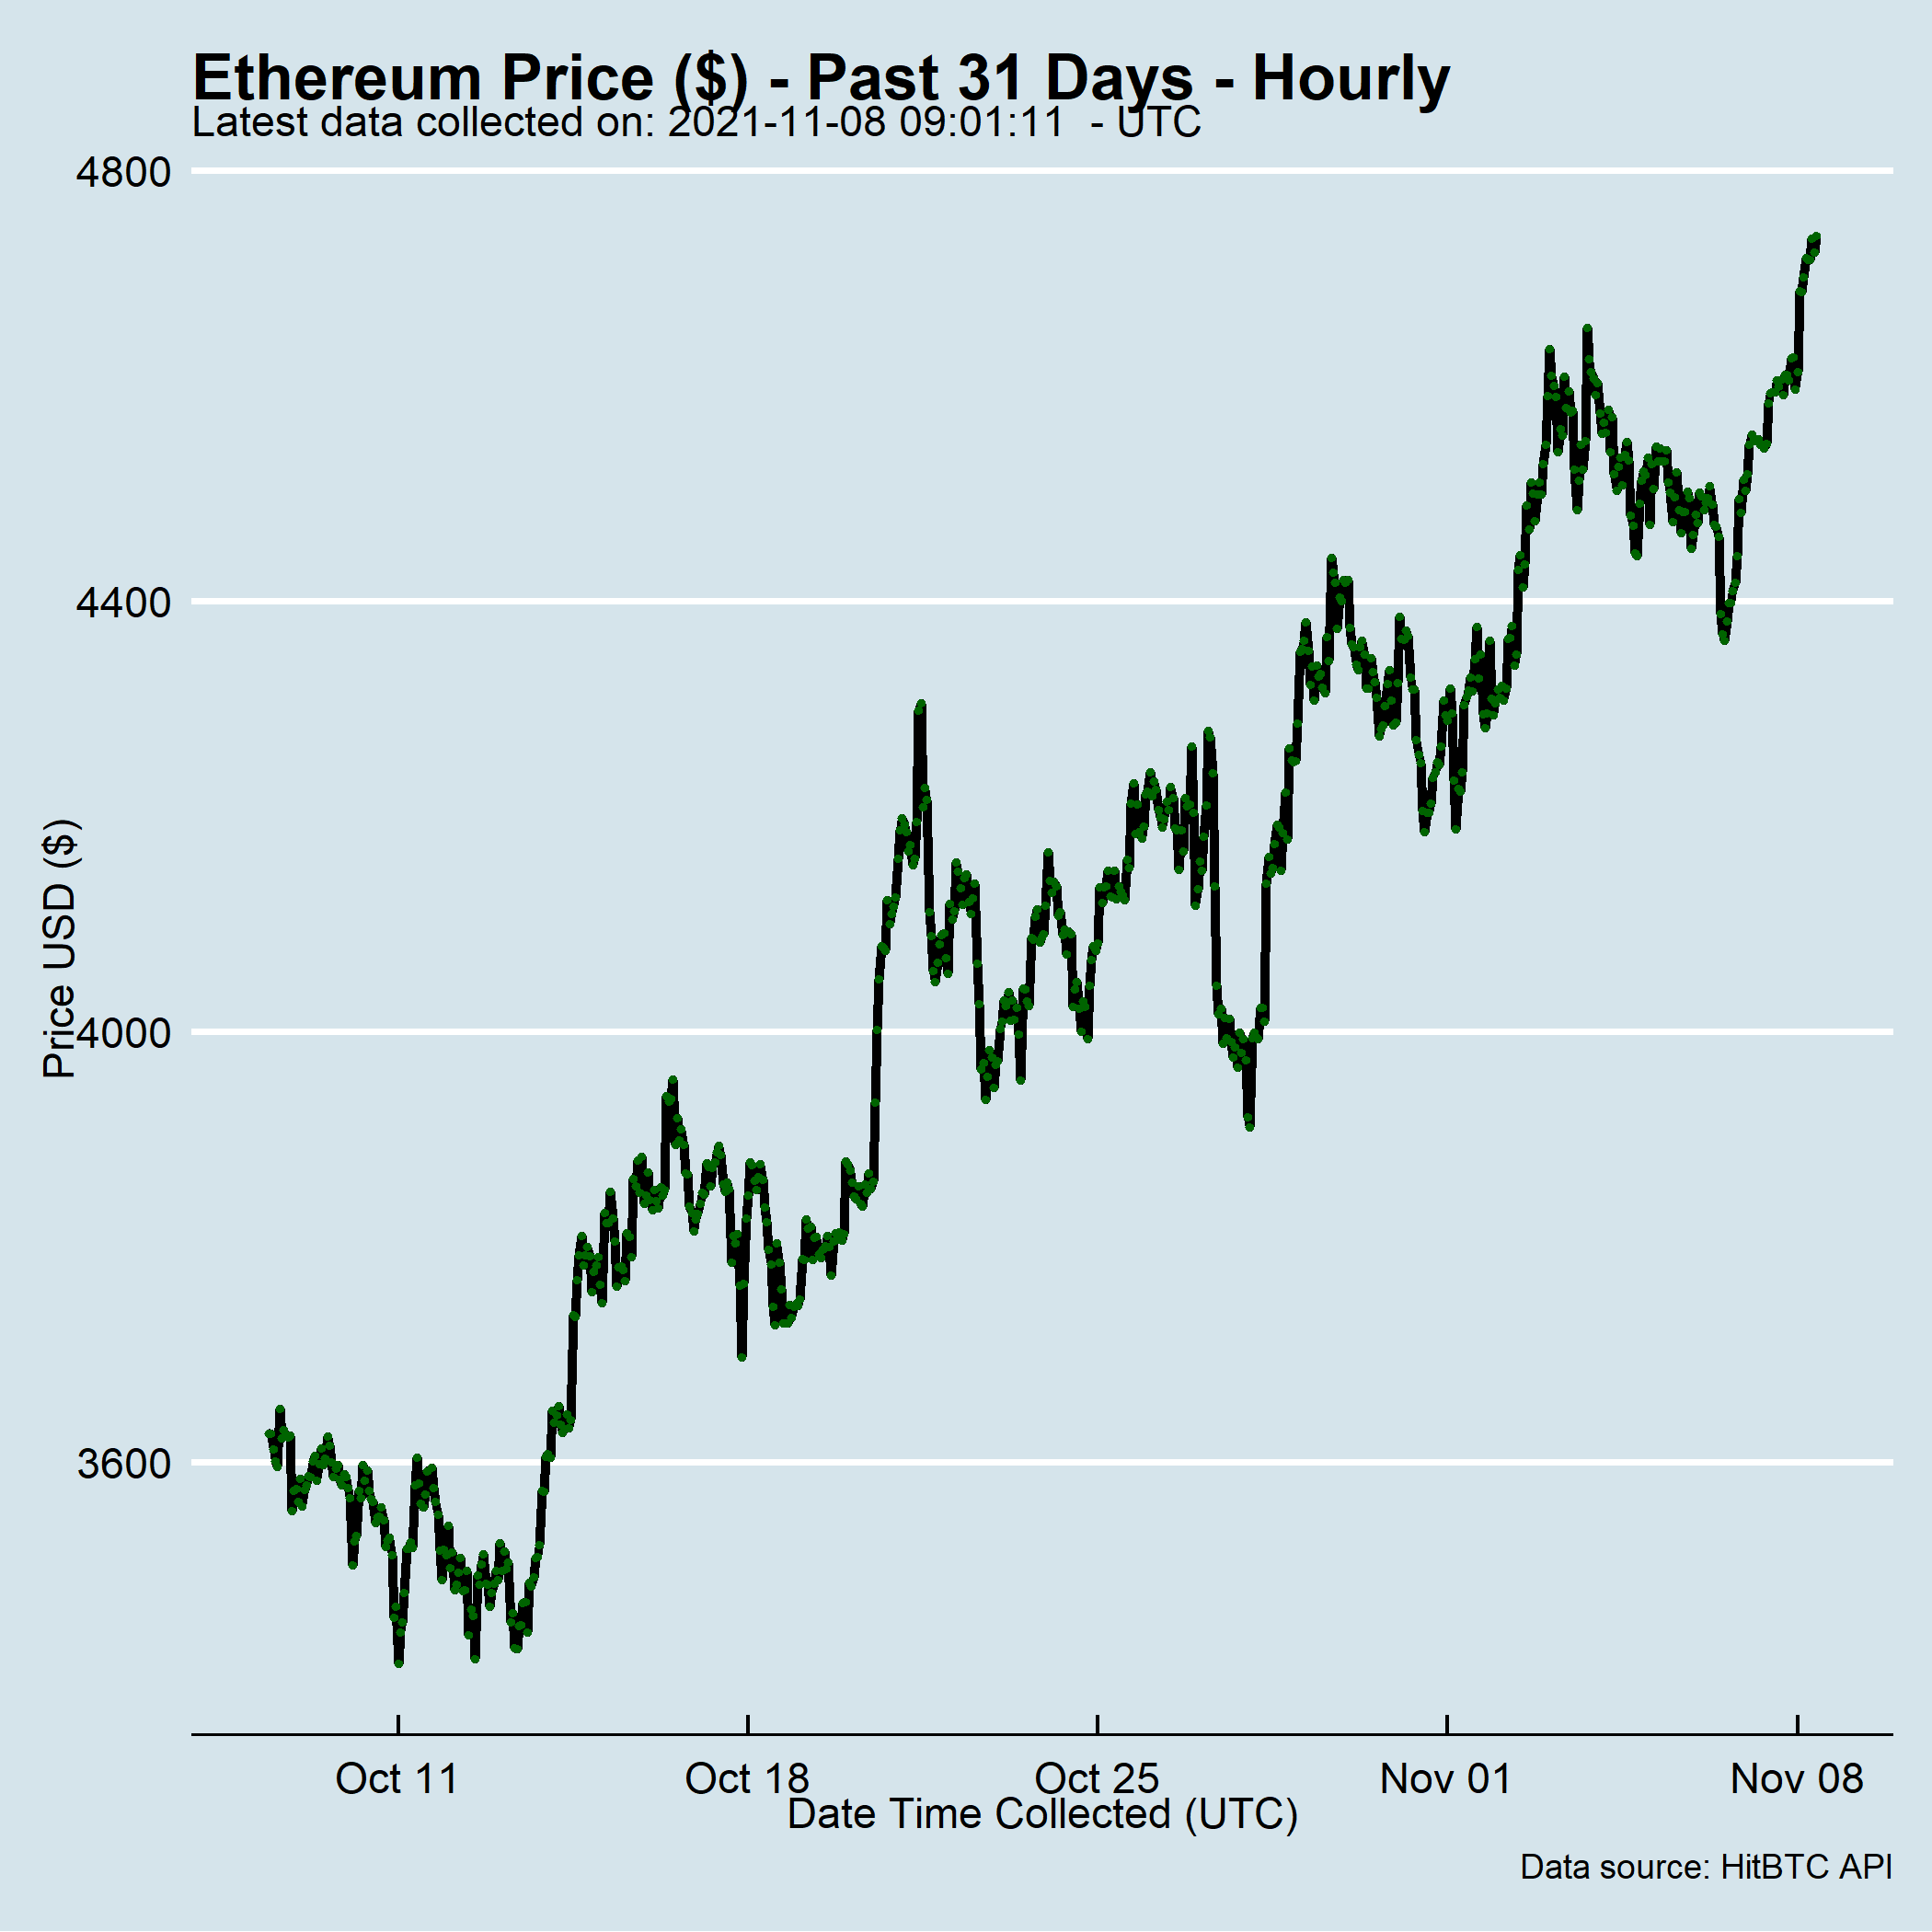 Ethereum Price ($) - Past 31 Days - Hourly
Latest data collected on: 2021-11-08 09:01:11  - UTC
4800
4400
4000
3600
Price USD ($)
Oct 11 Oct 18 Oct 25 Nov 01 Nov 08
Date Time Collected (UTC)
Data source: HitBTC API